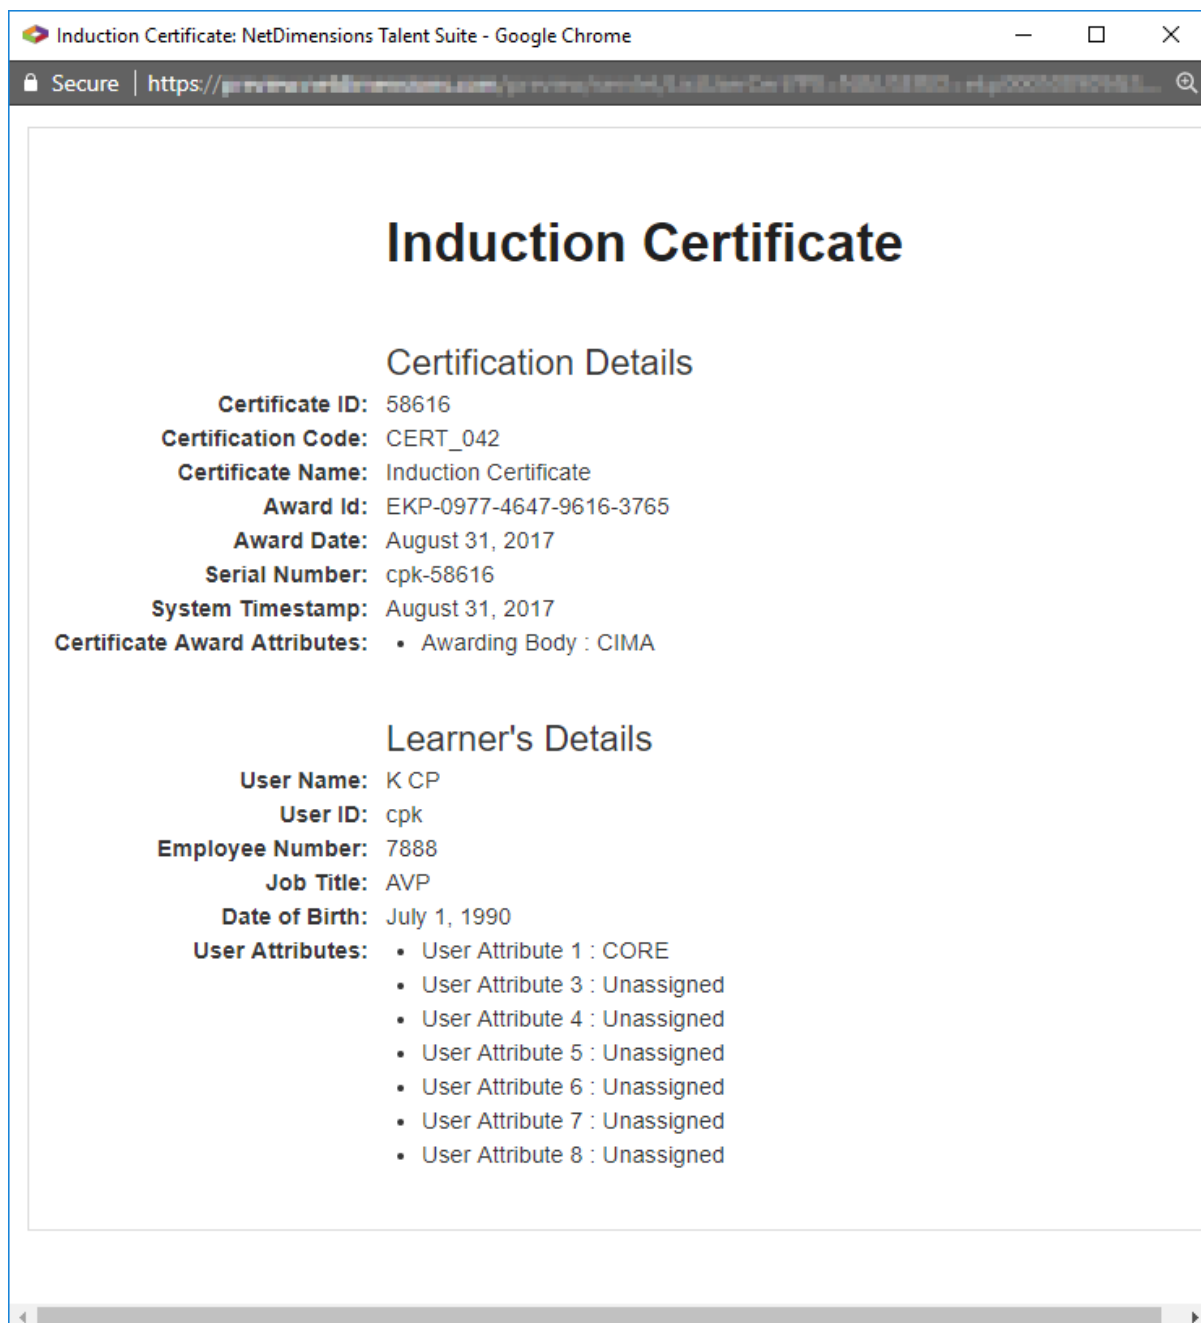 Induction Certificate: NetDimensions Talent Suite - Google Chrome
Secure | https://
Induction Certificate
Certification Details
Certificate ID: 58616
Certification Code: CERT_042
Certificate Name: Induction Certificate
Award Id: EKP-0977-4647-9616-3765
Award Date: August 31, 2017
Serial Number: cpk-58616
System Timestamp: August 31, 2017
Certificate Award Attributes: • Awarding Body : CIMA
Learner's Details
User Name: K CP
User ID: cpk
Employee Number: 7888
Job Title: AVP
Date of Birth: July 1, 1990
User Attributes: • User Attribute 1 : CORE
• User Attribute 3 : Unassigned
• User Attribute 4 : Unassigned
• User Attribute 5 : Unassigned
• User Attribute 6 : Unassigned
• User Attribute 7 : Unassigned
• User Attribute 8 : Unassigned